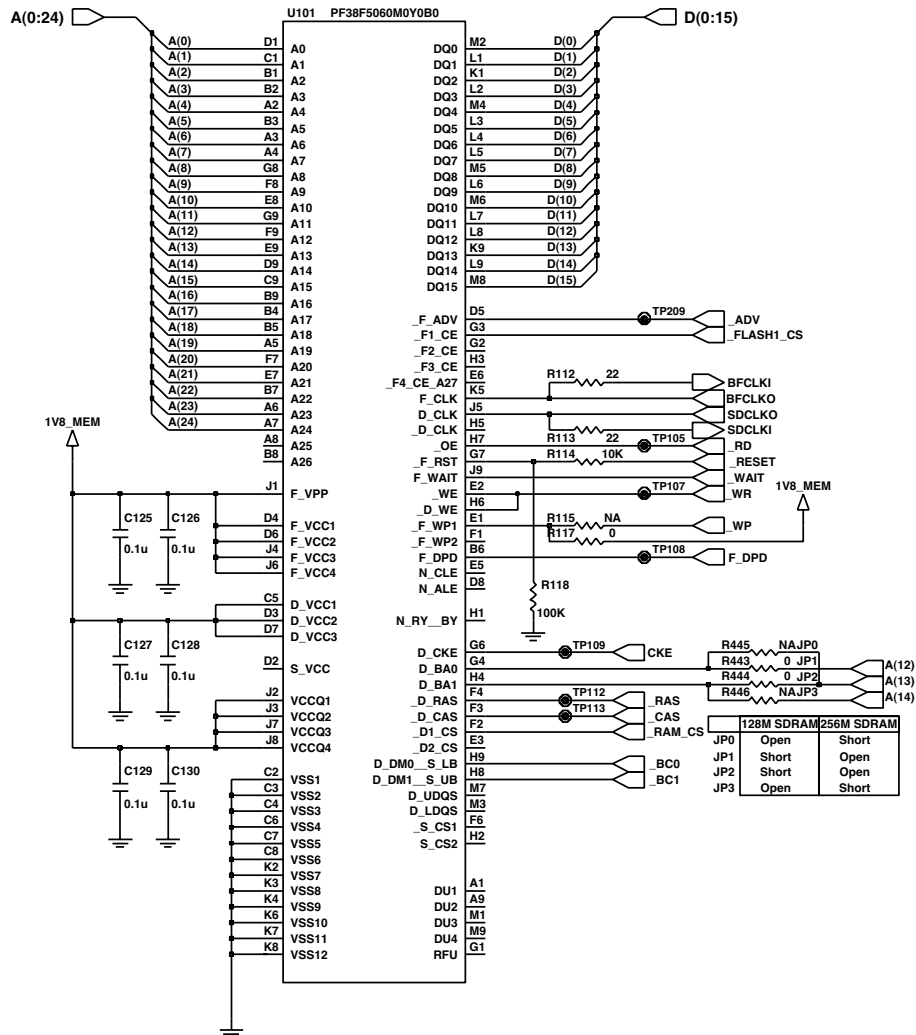 A(0:24)
U101 PF38F5060M0Y0B0
D(0:15)
A(0) D1 A0 DQ0 M2 D(0)
A(1) C1 A1 DQ1 L1 D(1)
A(2) B1 A2 DQ2 K1 D(2)
A(3) B2 A3 DQ3 L2 D(3)
A(4) A2 A4 DQ4 M4 D(4)
A(5) B3 A5 DQ5 L3 D(5)
A(6) A3 A6 DQ6 L4 D(6)
A(7) A4 A7 DQ7 L5 D(7)
A(8) G8 A8 DQ8 M5 D(8)
A(9) F8 A9 DQ9 L6 D(9)
A(10) E8 A10 DQ10 M6 D(10)
A(11) G9 A11 DQ11 L7 D(11)
A(12) F9 A12 DQ12 L8 D(12)
A(13) E9 A13 DQ13 K9 D(13)
A(14) D9 A14 DQ14 L9 D(14)
A(15) C9 A15 DQ15 M8 D(15)
A(16) B9 A16
A(17) B4 A17 _F_ADV D5 TP209 _ADV
A(18) B5 A18 _F1_CE G3 _FLASH1_CS
A(19) A5 A19 _F2_CE G2
A(20) F7 A20 _F3_CE H3
A(21) E7 A21 _F4_CE_A27 E6 R112 22 BFCLKI
A(22) B7 A22 F_CLK K5 BFCLKO
A(23) A6 A23 D_CLK J5 SDCLKO
A(24) A7 A24 _D_CLK H5 SDCLKI
1V8_MEM
A8 A25 _OE H7 R113 22 TP105 _RD
B8 A26 _F_RST G7 R114 10K _RESET
F_WAIT J9 _WAIT
J1 F_VPP _WE E2 TP107 _WR 1V8_MEM
_D_WE H6
C125 C126
0.1u 0.1u
D4 F_VCC1 _F_WP1 E1 R115 NA _WP
D6 F_VCC2 _F_WP2 F1 R117 0
J4 F_VCC3 F_DPD B6 TP108 F_DPD
J6 F_VCC4 N_CLE E5
N_ALE D8
R118
100K
C5 D_VCC1
D3 D_VCC2 N_RY__BY H1
D7 D_VCC3
C127 C128
0.1u 0.1u
D_CKE G6 TP109 CKE
D2 S_VCC D_BA0 G4
D_BA1 H4
R445 NAJP0
R443 0 JP1 A(12)
R444 0 JP2 A(13)
R446 NAJP3 A(14)
J2 VCCQ1 _D_RAS F4 TP112 _RAS
J3 VCCQ2 _D_CAS F3 TP113 _CAS
J7 VCCQ3 _D1_CS F2 _RAM_CS
J8 VCCQ4 _D2_CS E3
128M SDRAM 256M SDRAM
JP0 Open Short
JP1 Short Open
JP2 Short Open
JP3 Open Short
C129 C130
0.1u 0.1u
D_DM0__S_LB H9 _BC0
C2 VSS1 D_DM1__S_UB H8 _BC1
C3 VSS2 D_UDQS M7
C4 VSS3 D_LDQS M3
C6 VSS4 _S_CS1 F6
C7 VSS5 S_CS2 H2
C8 VSS6
K2 VSS7
K3 VSS8 DU1 A1
K4 VSS9 DU2 A9
K6 VSS10 DU3 M1
K7 VSS11 DU4 M9
K8 VSS12 RFU G1